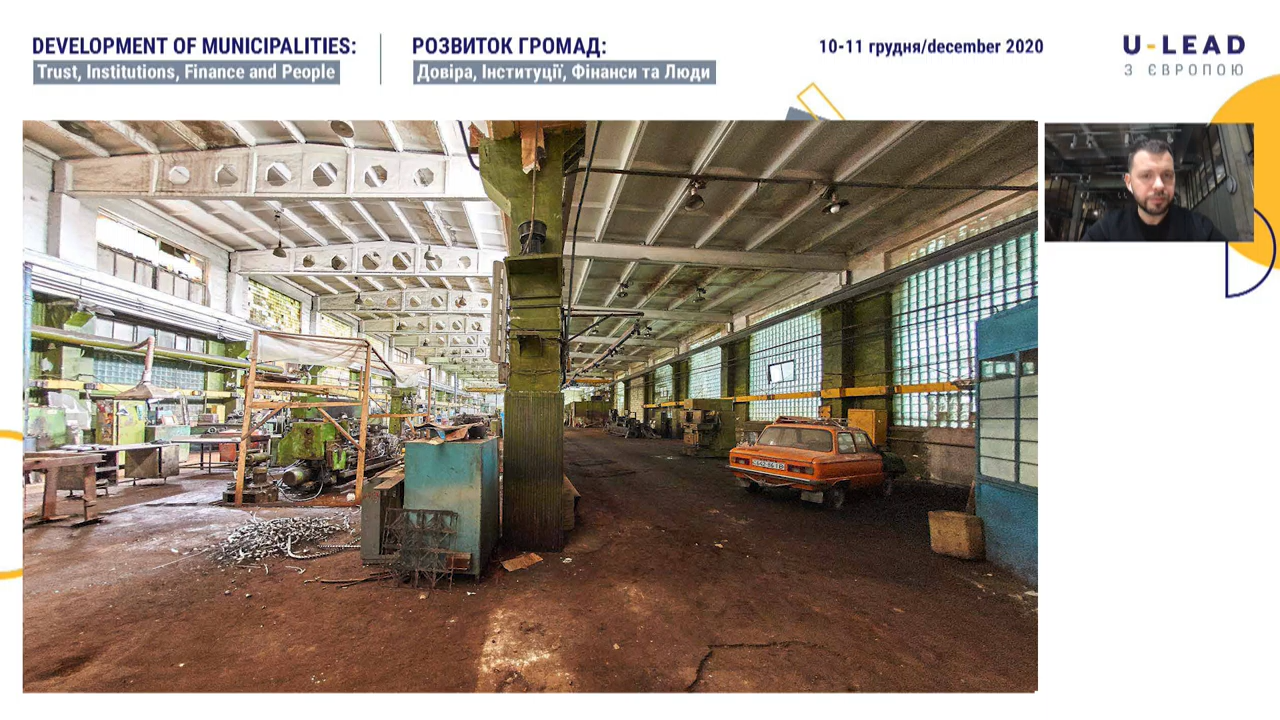 DEVELOPMENT OF MUNICIPALITIES:
Trust, Institutions, Finance and People
РОЗВИТОК ГРОМАД:
Довіра, Інституції, Фінанси та Люди
10-11 грудня/december 2020
U-LEAD
З ЄВРОПОЮ